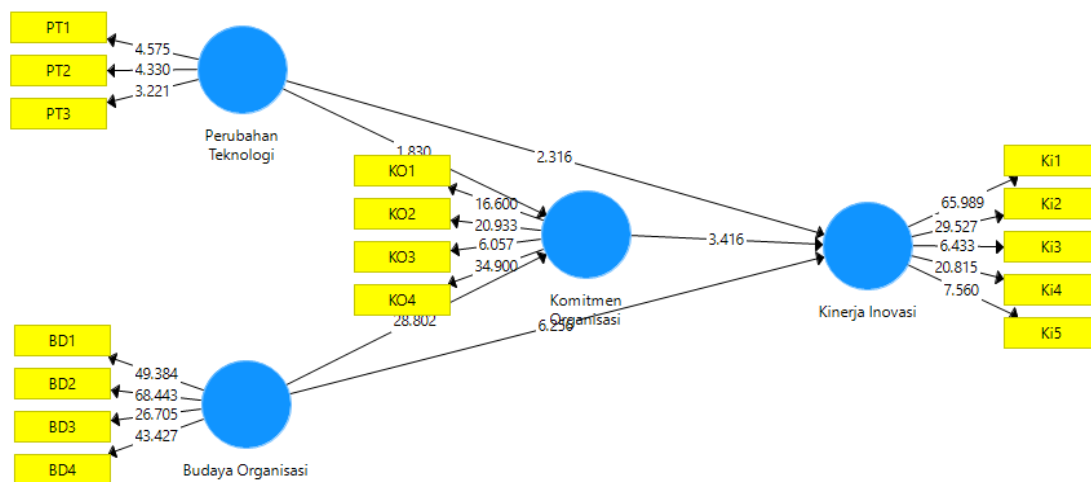 PT1
4.575
PT2
4.330
PT3
3.221
Perubahan
Teknologi
1.830
2.316
KO1
16.600
KO2
20.933
KO3
6.057
KO4
34.900
28.802
Komitmen
Organisasi
3.416
6.256
Ki1
65.989
Ki2
29.527
Ki3
6.433
Ki4
20.815
Ki5
7.560
Kinerja Inovasi
BD1
49.384
BD2
68.443
BD3
26.705
BD4
43.427
Budaya Organisasi